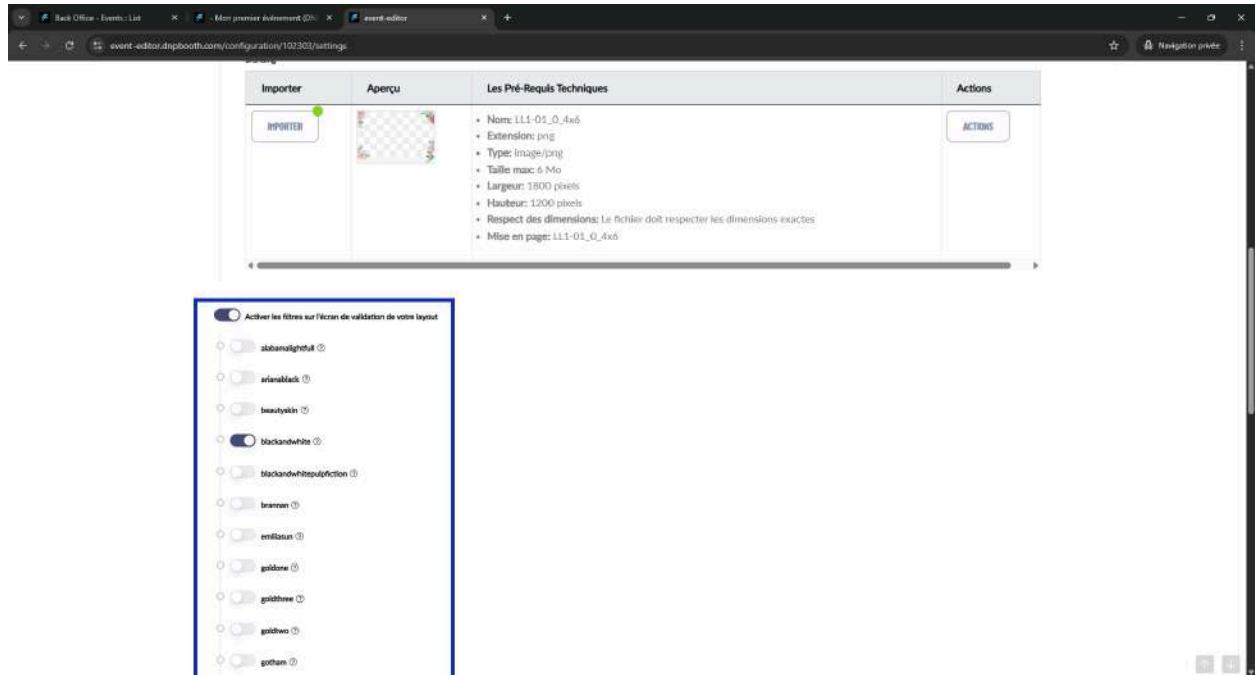 Back Office - Events : List
- Mon premier événement (DN
event-editor
event-editor.dnpbooth.com/configuration/102303/settings
Navigation privée
Importer Aperçu Les Pré-Requis Techniques Actions
IMPORTER
ACTIONS
• Nom: LL1-01_0_4x6
• Extension: png
• Type: image/png
• Taille max: 6 Mo
• Largeur: 1800 pixels
• Hauteur: 1200 pixels
• Respect des dimensions: Le fichier doit respecter les dimensions exactes
• Mise en page: LL1-01_0_4x6
Activer les filtres sur l'écran de validation de votre layout
alabamalightfull
arianablack
beautyskin
blackandwhite
blackandwhitepulpfiction
brannan
emiliasun
goldone
goldthree
goldtwo
gotham